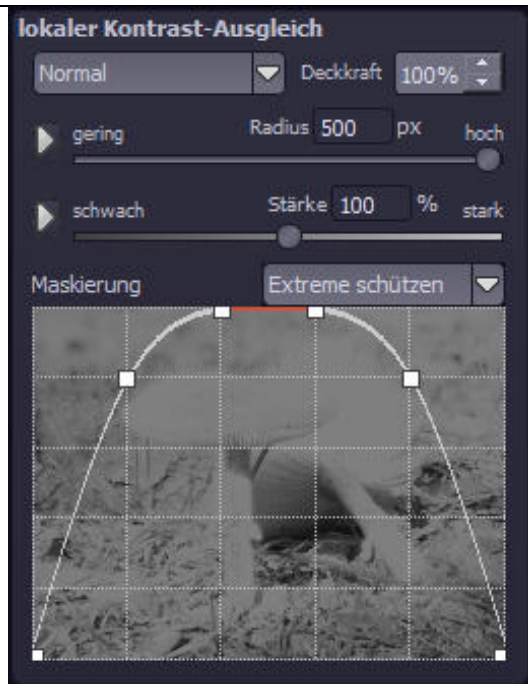 lokaler Kontrast-Ausgleich
Normal Deckkraft 100%
gering Radius 500 px hoch
schwach Stärke 100 % stark
Maskierung Extreme schützen